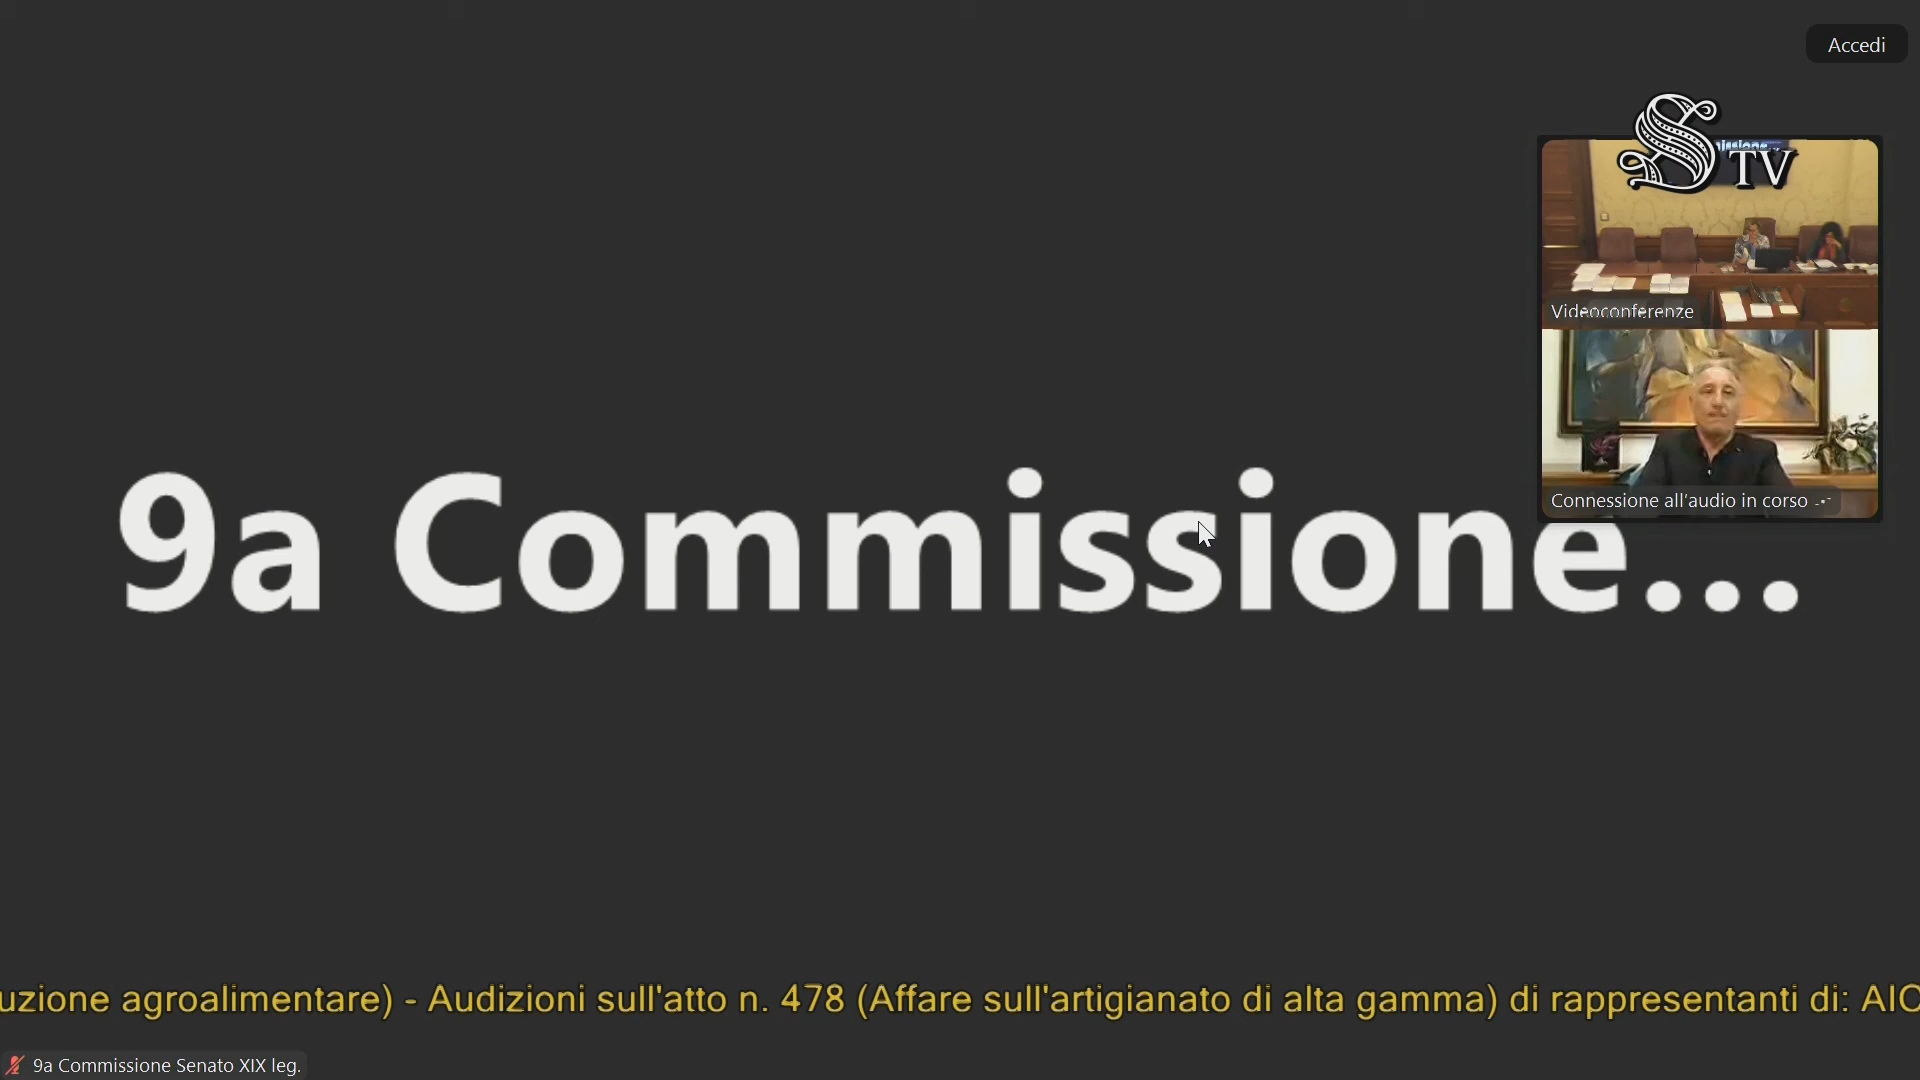 Accedi
S TV
missione...
Videoconferenze
Connessione all'audio in corso
9a Commissione...
uzione agroalimentare) - Audizioni sull'atto n. 478 (Affare sull'artigianato di alta gamma) di rappresentanti di: AIC
9a Commissione Senato XIX leg.